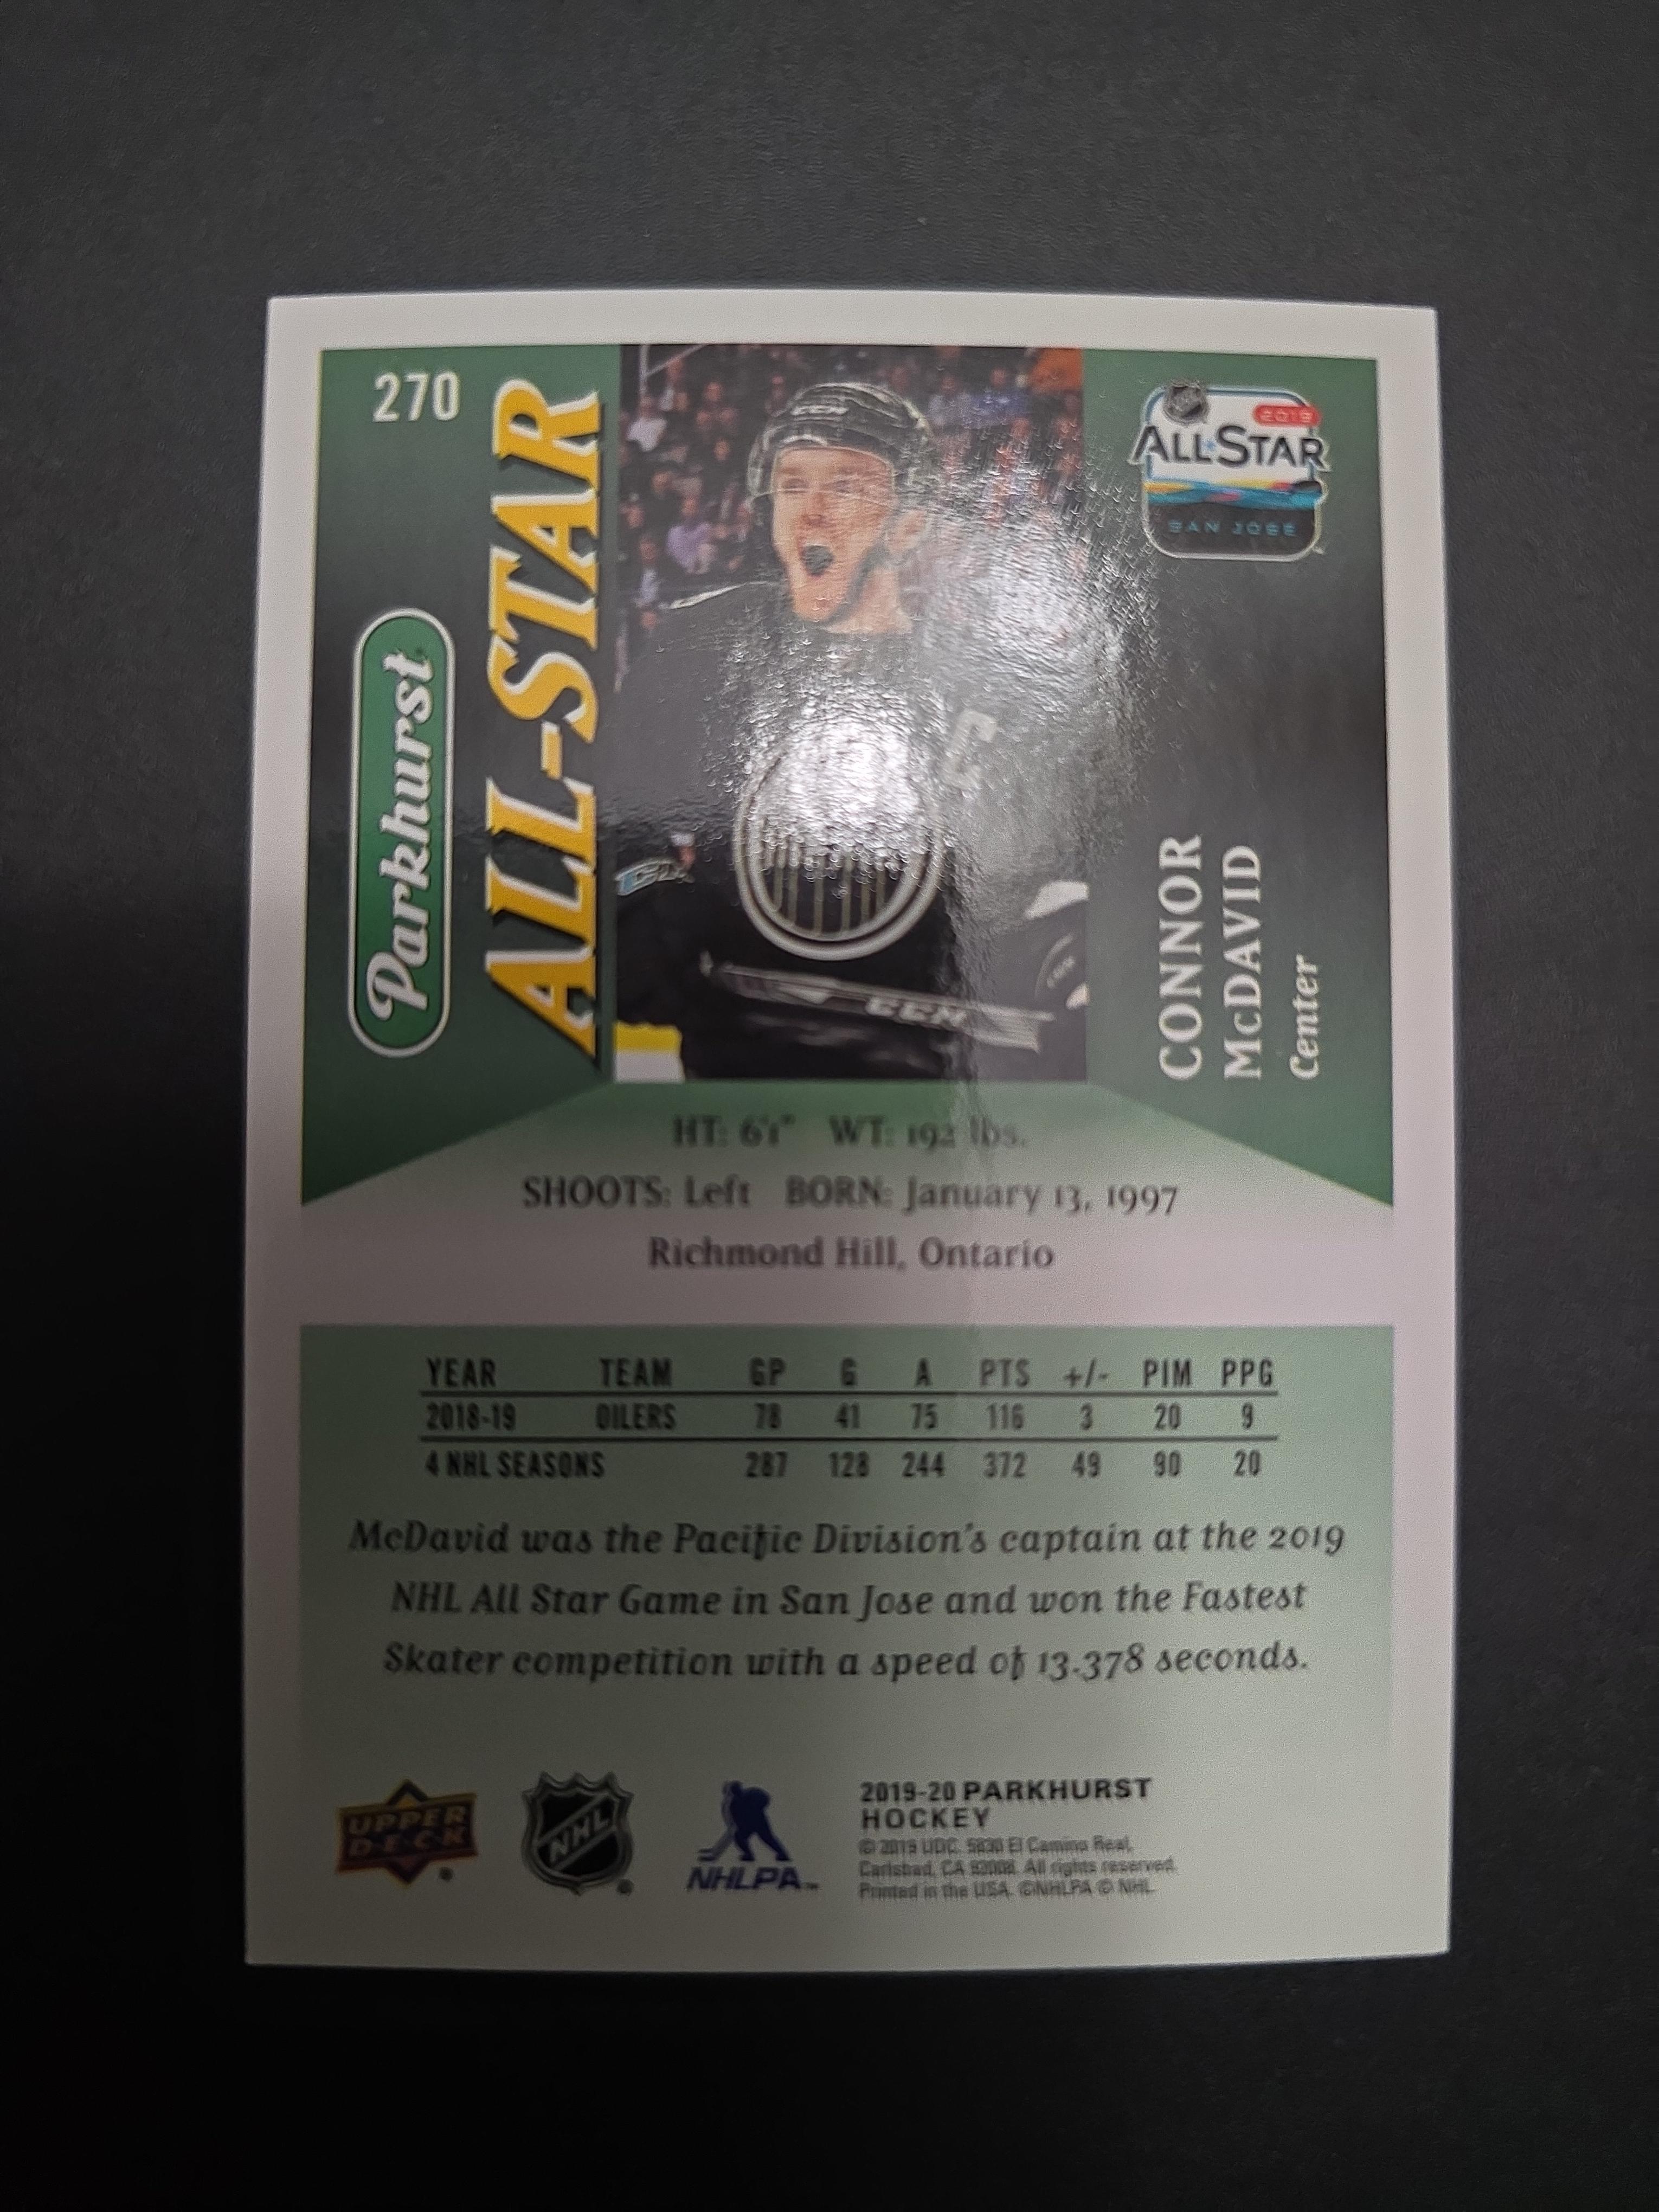 270
Parkhurst
ALL-STAR
CCM
C
CCM
2019
ALL STAR
SAN JOSE
CONNOR
McDAVID
Center
HT: 6'1" WT: 192 lbs.
SHOOTS: Left BORN: January 13, 1997
Richmond Hill, Ontario
YEAR TEAM GP G A PTS +/- PIM PPG
2018-19 OILERS 78 41 75 116 3 20 9
4 NHL SEASONS 287 128 244 372 49 90 20
McDavid was the Pacific Division's captain at the 2019
NHL All Star Game in San Jose and won the Fastest
Skater competition with a speed of 13.378 seconds.
UPPER
DECK
NHL
NHLPA™
2019-20 PARKHURST
HOCKEY
© 2019 UDC. 5830 El Camino Real,
Carlsbad, CA 92008. All rights reserved.
Printed in the USA. ©NHLPA © NHL